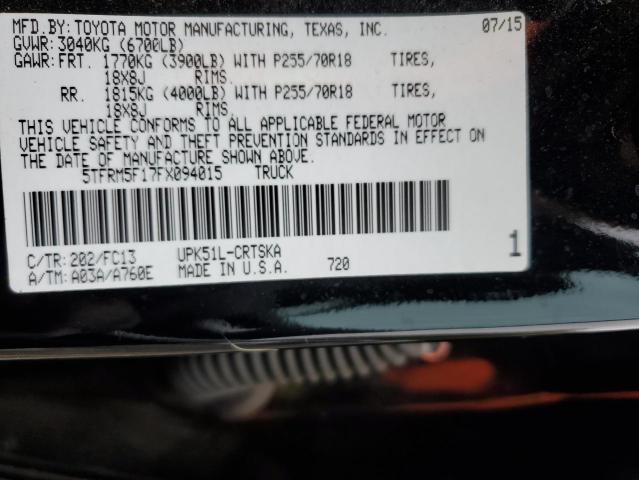 MFD.BY:TOYOTA MOTOR MANUFACTURING, TEXAS, INC. 07/15
GVWR: 3040KG (6700LB)
GAWR: FRT. 1770KG (3900LB) WITH P255/70R18 TIRES,
18X8J RIMS.
RR. 1815KG (4000LB) WITH P255/70R18 TIRES,
18X8J RIMS.
THIS VEHICLE CONFORMS TO ALL APPLICABLE FEDERAL MOTOR
VEHICLE SAFETY AND THEFT PREVENTION STANDARDS IN EFFECT ON
THE DATE OF MANUFACTURE SHOWN ABOVE.
5TFRM5F17FX094015 TRUCK
C/TR: 202/FC13 UPK51L-CRTSKA 1
A/TM: A03A/A760E MADE IN U.S.A. 720